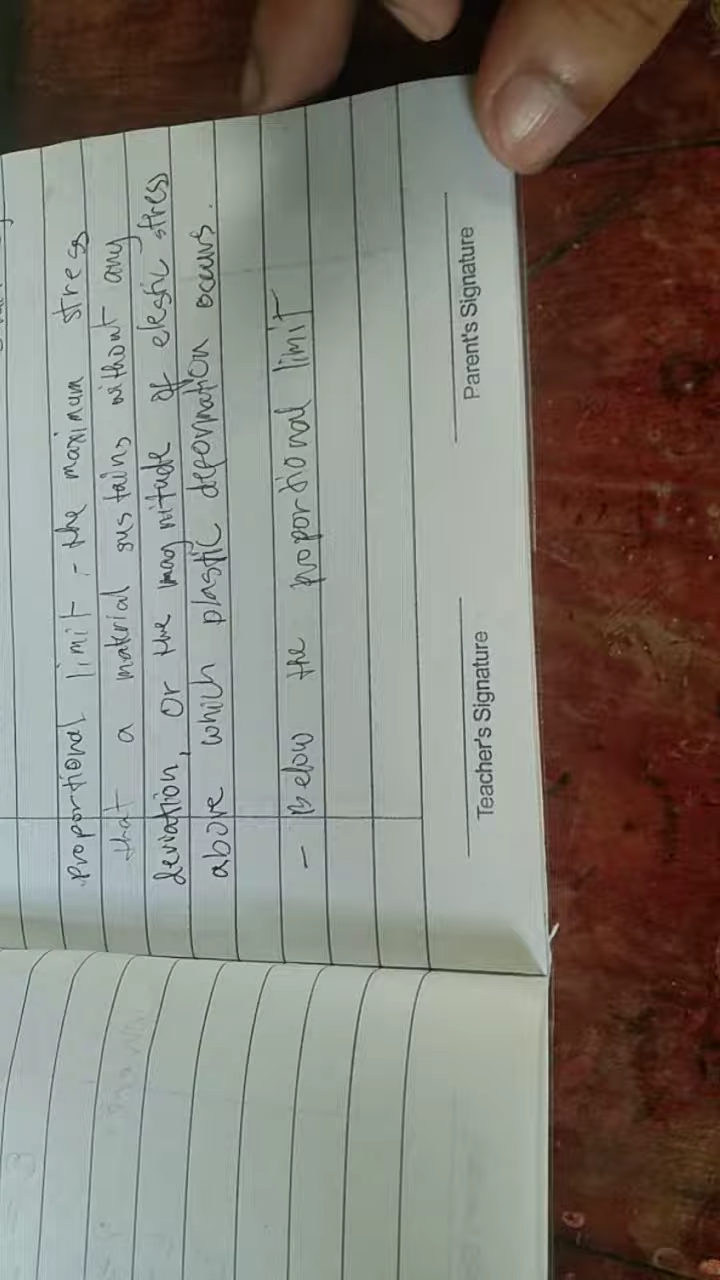 Proportional limit - the maximum stress
that a material sustains without any
deviation, or the magnitude of elastic stress
above which plastic deformation occurs.
- Below the proportional limit
Teacher's Signature
Parent's Signature